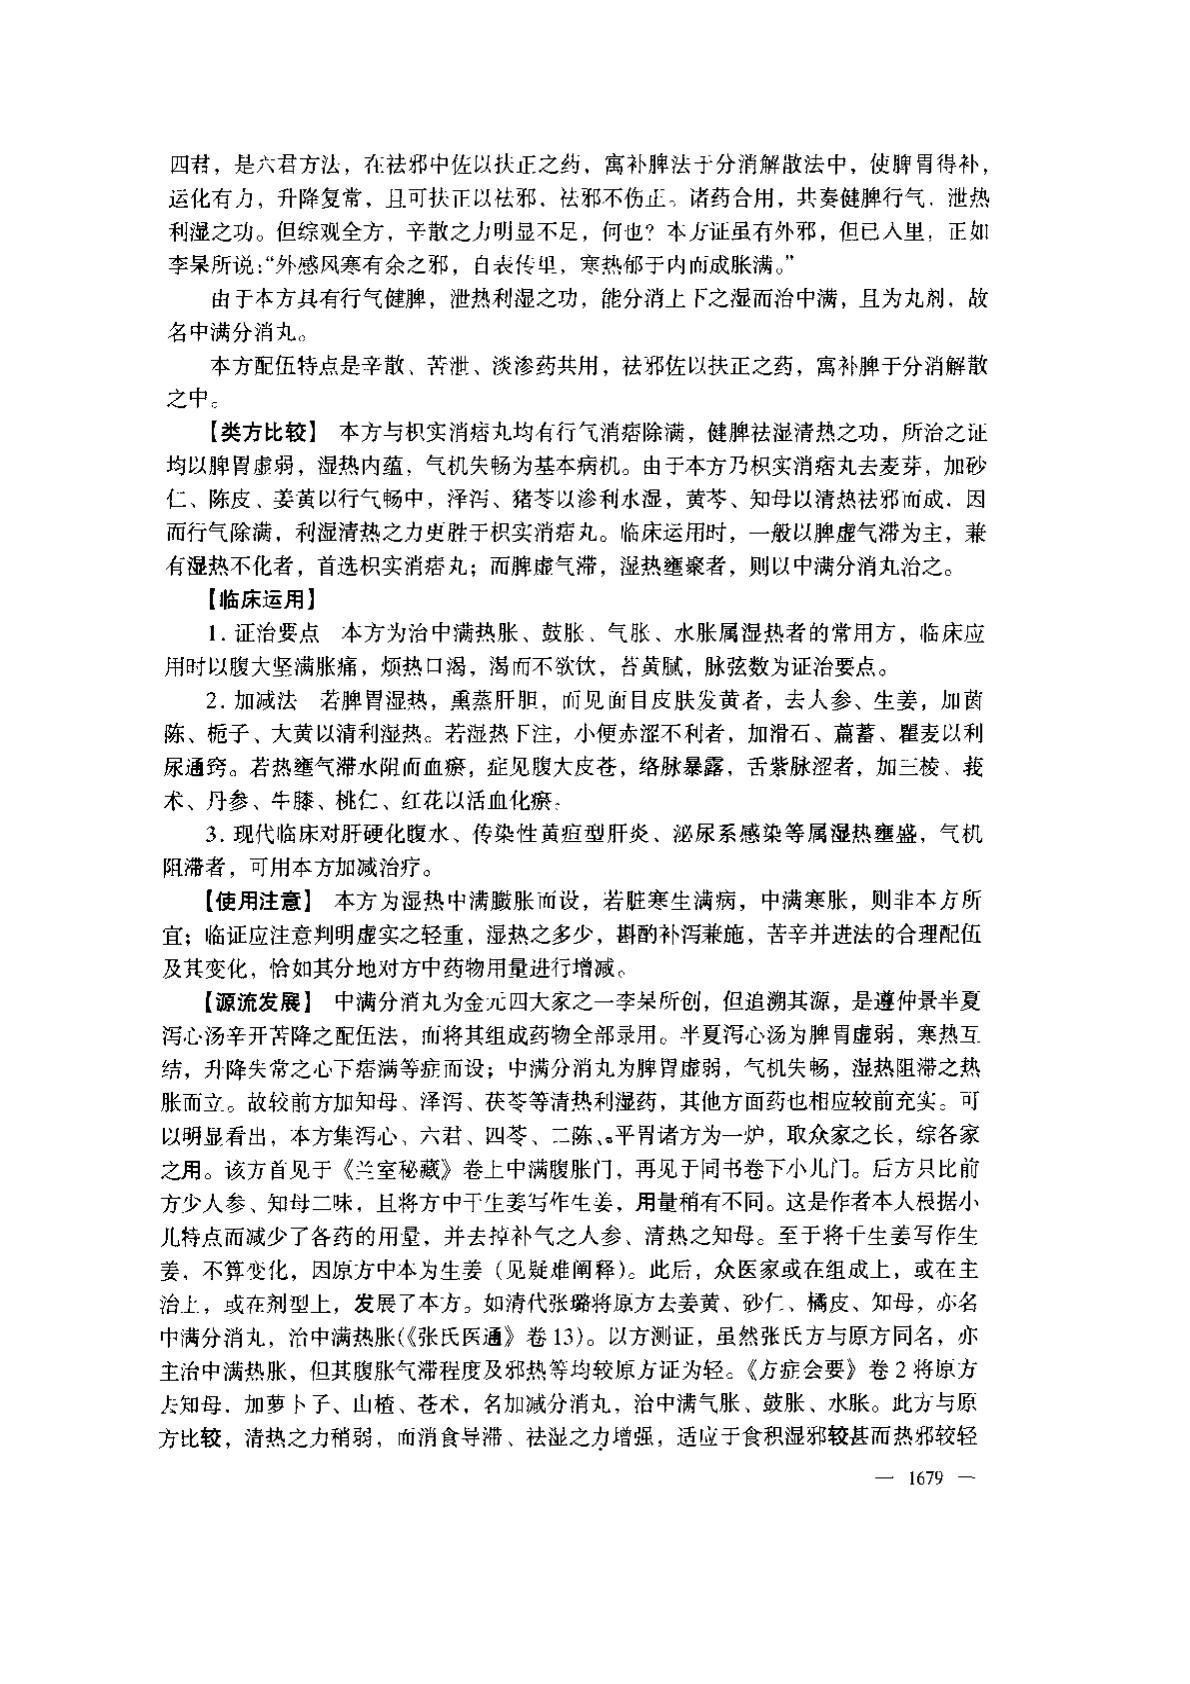 四君，是六君方法，在祛邪中佐以扶正之药，寓补脾法于分消解散法中，使脾胃得补，
运化有力，升降复常，且可扶正以祛邪，祛邪不伤正。诸药合用，共奏健脾行气，泄热
利湿之功。但综观全方，辛散之力明显不足，何也？本方证虽有外邪，但已入里，正如
李杲所说：“外感风寒有余之邪，自表传里，寒热郁于内而成胀满。”
由于本方具有行气健脾，泄热利湿之功，能分消上下之湿而治中满，且为丸剂，故
名中满分消丸。
本方配伍特点是辛散、苦泄、淡渗药共用，祛邪佐以扶正之药，寓补脾于分消解散
之中。
【类方比较】 本方与枳实消痞丸均有行气消痞除满，健脾祛湿清热之功，所治之证
均以脾胃虚弱，湿热内蕴，气机失畅为基本病机。由于本方乃枳实消痞丸去麦芽，加砂
仁、陈皮、姜黄以行气畅中，泽泻、猪苓以渗利水湿，黄芩、知母以清热祛邪而成，因
而行气除满，利湿清热之力更胜于枳实消痞丸。临床运用时，一般以脾虚气滞为主，兼
有湿热不化者，首选枳实消痞丸；而脾虚气滞，湿热壅聚者，则以中满分消丸治之。
【临床运用】
1. 证治要点 本方为治中满热胀、鼓胀、气胀、水胀属湿热者的常用方，临床应
用时以腹大坚满胀痛，烦热口渴，渴而不欲饮，苔黄腻，脉弦数为证治要点。
2. 加减法 若脾胃湿热，熏蒸肝胆，而见面目皮肤发黄者，去人参、生姜，加茵
陈、栀子、大黄以清利湿热。若湿热下注，小便赤涩不利者，加滑石、萹蓄、瞿麦以利
尿通窍。若热壅气滞水阻而血瘀，症见腹大皮苍，络脉暴露，舌紫脉涩者，加三棱、莪
术、丹参、牛膝、桃仁、红花以活血化瘀。
3. 现代临床对肝硬化腹水、传染性黄疸型肝炎、泌尿系感染等属湿热壅盛，气机
阻滞者，可用本方加减治疗。
【使用注意】 本方为湿热中满臌胀而设，若脏寒生满病，中满寒胀，则非本方所
宜；临证应注意判明虚实之轻重，湿热之多少，斟酌补泻兼施，苦辛并进法的合理配伍
及其变化，恰如其分地对方中药物用量进行增减。
【源流发展】 中满分消丸为金元四大家之一李杲所创，但追溯其源，是遵仲景半夏
泻心汤辛开苦降之配伍法，而将其组成药物全部录用。半夏泻心汤为脾胃虚弱，寒热互
结，升降失常之心下痞满等症而设；中满分消丸为脾胃虚弱，气机失畅，湿热阻滞之热
胀而立。故较前方加知母、泽泻、茯苓等清热利湿药，其他方面药也相应较前充实。可
以明显看出，本方集泻心、六君、四苓、二陈、平胃诸方为一炉，取众家之长，综各家
之用。该方首见于《兰室秘藏》卷上中满腹胀门，再见于同书卷下小儿门。后方只比前
方少人参、知母二味，且将方中干生姜写作生姜，用量稍有不同。这是作者本人根据小
儿特点而减少了各药的用量，并去掉补气之人参、清热之知母。至于将干生姜写作生
姜，不算变化，因原方中本为生姜（见疑难阐释）。此后，众医家或在组成上，或在主
治上，或在剂型上，发展了本方。如清代张璐将原方去姜黄、砂仁、橘皮、知母，亦名
中满分消丸，治中满热胀(《张氏医通》卷 13)。以方测证，虽然张氏方与原方同名，亦
主治中满热胀，但其腹胀气滞程度及邪热等均较原方证为轻。《方症会要》卷 2 将原方
去知母，加萝卜子、山楂、苍术，名加减分消丸，治中满气胀、鼓胀、水胀。此方与原
方比较，清热之力稍弱，而消食导滞、祛湿之力增强，适应于食积湿邪较甚而热邪较轻
— 1679 —